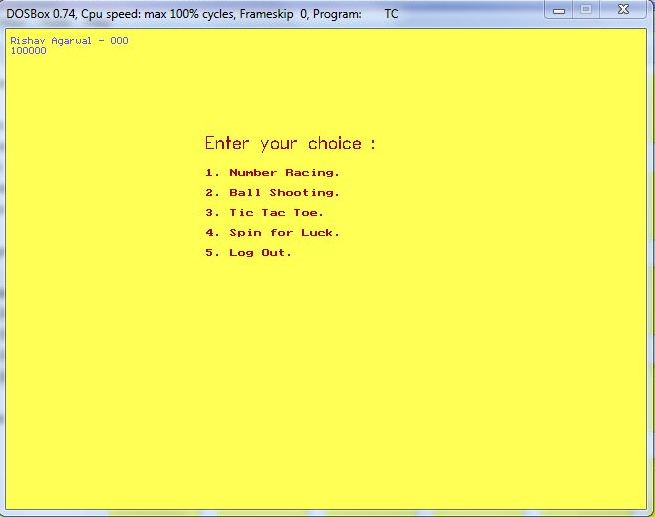 DOSBox 0.74, Cpu speed: max 100% cycles, Frameskip 0, Program: TC
Rishav Agarwal - 000
100000
Enter your choice :
1. Number Racing.
2. Ball Shooting.
3. Tic Tac Toe.
4. Spin for Luck.
5. Log Out.